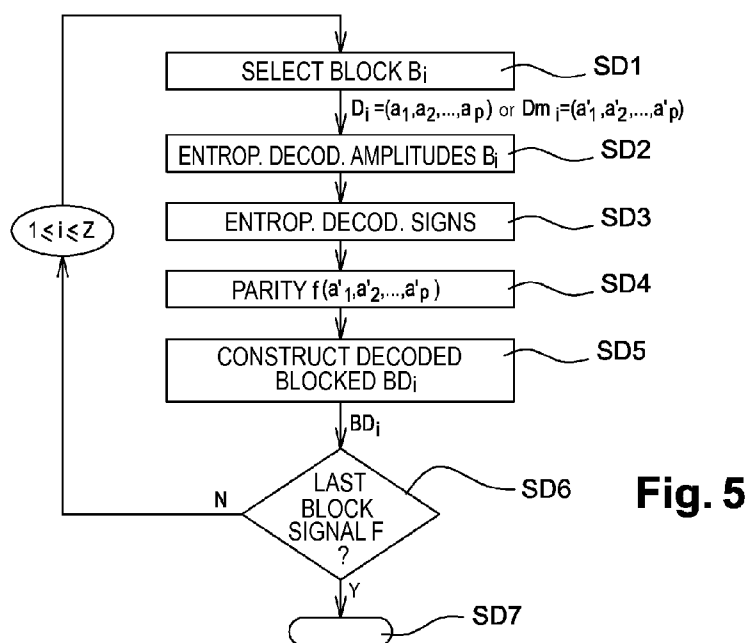 SELECT BLOCK Bi
SD1
Di =(a1,a2,...,ap) or Dmi =(a'1,a'2,...,a'p)
ENTROP. DECOD. AMPLITUDES Bi
SD2
1≤i≤Z
ENTROP. DECOD. SIGNS
SD3
PARITY f(a'1,a'2,...,a'p)
SD4
CONSTRUCT DECODED
BLOCKED BDi
SD5
BDi
N
LAST
BLOCK
SIGNAL F
?
SD6
Fig. 5
Y
SD7